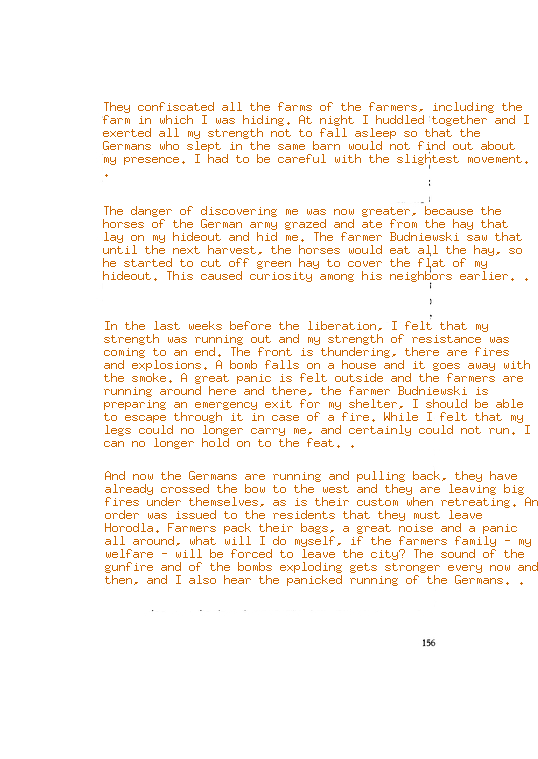 They confiscated all the farms of the farmers, including the
farm in which I was hiding. At night I huddled together and I
exerted all my strength not to fall asleep so that the
Germans who slept in the same barn would not find out about
my presence. I had to be careful with the slightest movement.
.
The danger of discovering me was now greater, because the
horses of the German army grazed and ate from the hay that
lay on my hideout and hid me. The farmer Budniewski saw that
until the next harvest, the horses would eat all the hay, so
he started to cut off green hay to cover the flat of my
hideout. This caused curiosity among his neighbors earlier. .
In the last weeks before the liberation, I felt that my
strength was running out and my strength of resistance was
coming to an end. The front is thundering, there are fires
and explosions. A bomb falls on a house and it goes away with
the smoke. A great panic is felt outside and the farmers are
running around here and there, the farmer Budniewski is
preparing an emergency exit for my shelter, I should be able
to escape through it in case of a fire. While I felt that my
legs could no longer carry me, and certainly could not run. I
can no longer hold on to the feat. .
And now the Germans are running and pulling back, they have
already crossed the bow to the west and they are leaving big
fires under themselves, as is their custom when retreating. An
order was issued to the residents that they must leave
Horodla. Farmers pack their bags, a great noise and a panic
all around, what will I do myself, if the farmers family - my
welfare - will be forced to leave the city? The sound of the
gunfire and of the bombs exploding gets stronger every now and
then, and I also hear the panicked running of the Germans. .
156